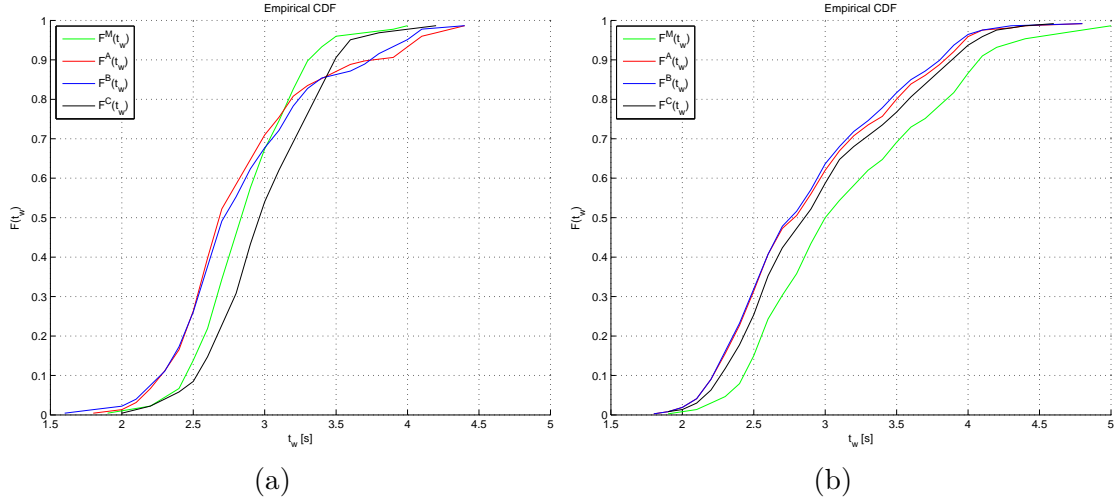 Empirical CDF
F^M(t_w)
F^A(t_w)
F^B(t_w)
F^C(t_w)
F(t_w)
1
0.9
0.8
0.7
0.6
0.5
0.4
0.3
0.2
0.1
0
1.5 2 2.5 3 3.5 4 4.5 5
t_w [s]
(a)
Empirical CDF
F^M(t_w)
F^A(t_w)
F^B(t_w)
F^C(t_w)
F(t_w)
1
0.9
0.8
0.7
0.6
0.5
0.4
0.3
0.2
0.1
0
1.5 2 2.5 3 3.5 4 4.5 5
t_w [s]
(b)